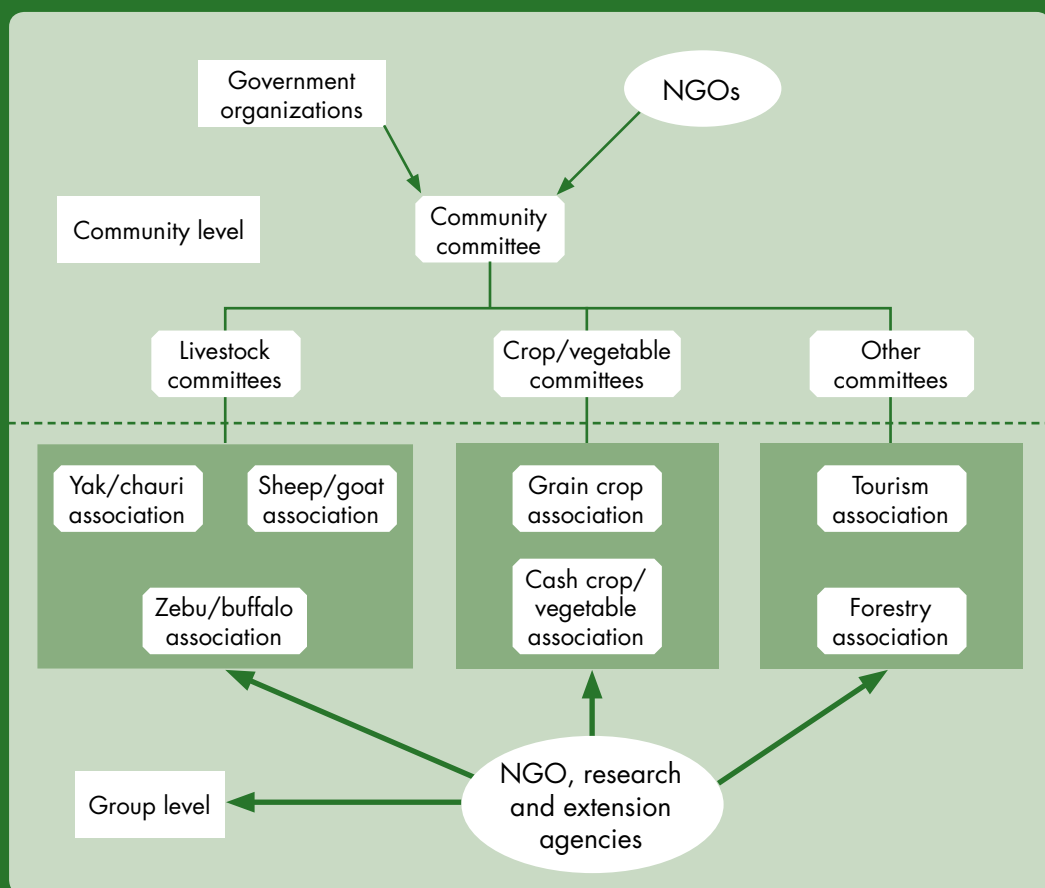 Government
organizations
NGOs
Community level
Community
committee
Livestock
committees
Crop/vegetable
committees
Other
committees
Yak/chauri
association
Sheep/goat
association
Zebu/buffalo
association
Grain crop
association
Cash crop/
vegetable
association
Tourism
association
Forestry
association
Group level
NGO, research
and extension
agencies